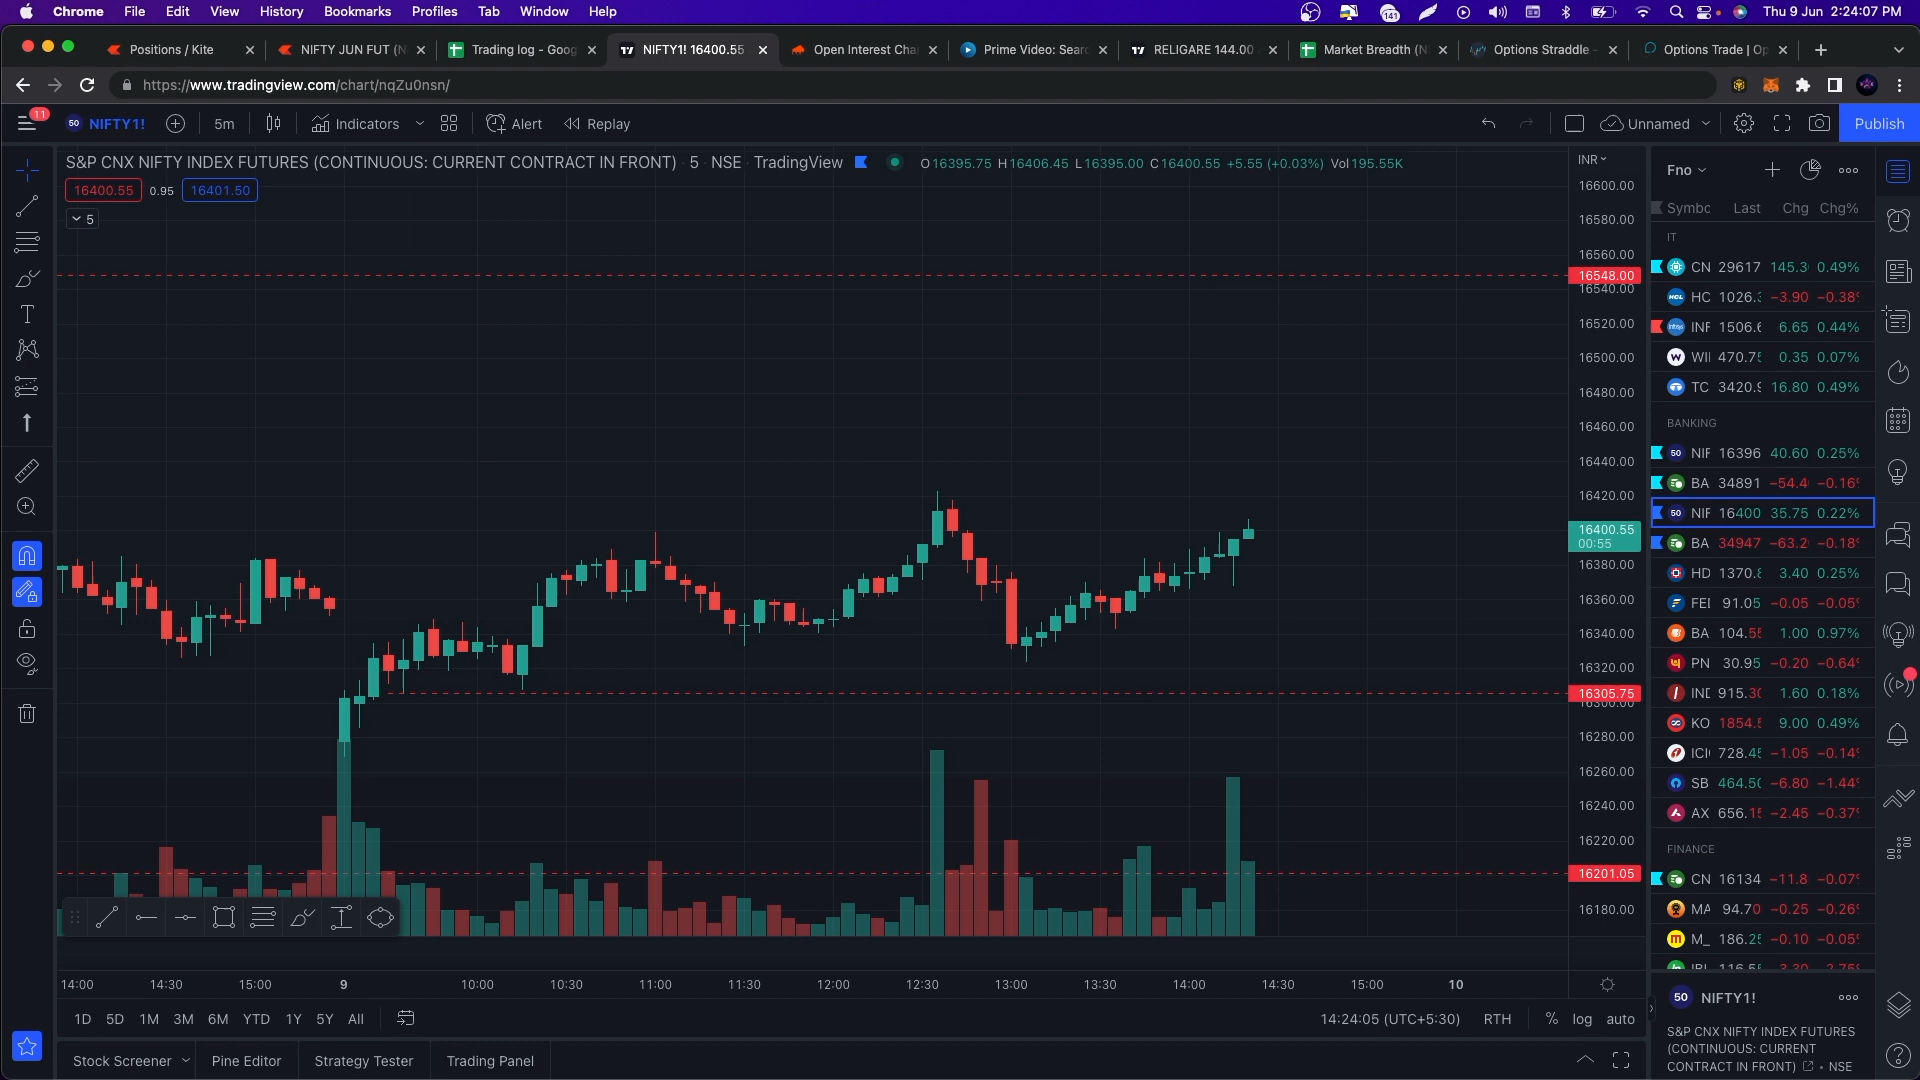 Chrome File Edit View History Bookmarks Profiles Tab Window Help 141 Thu 9 Jun 2:24:07 PM
Positions / Kite NIFTY JUN FUT (N Trading log - Goog NIFTY1! 16400.55 Open Interest Cha Prime Video: Sear RELIGARE 144.00 Market Breadth (N Options Straddle - Options Trade | Op
https://www.tradingview.com/chart/nqZu0nsn/
11 50 NIFTY1! 5m Indicators Alert Replay Unnamed Publish
S&P CNX NIFTY INDEX FUTURES (CONTINUOUS: CURRENT CONTRACT IN FRONT) · 5 · NSE · TradingView O16395.75 H16406.45 L16395.00 C16400.55 +5.55 (+0.03%) Vol195.55K
16400.55 0.95 16401.50
5
INR
16600.00
16580.00
16560.00
16548.00
16540.00
16520.00
16500.00
16480.00
16460.00
16440.00
16420.00
16400.55
00:55
16380.00
16360.00
16340.00
16320.00
16305.75
16300.00
16280.00
16260.00
16240.00
16220.00
16201.05
16180.00
14:00 14:30 15:00 9 10:00 10:30 11:00 11:30 12:00 12:30 13:00 13:30 14:00 14:30 15:00 10
1D 5D 1M 3M 6M YTD 1Y 5Y All 14:24:05 (UTC+5:30) RTH % log auto
Stock Screener Pine Editor Strategy Tester Trading Panel
Fno
Symbc Last Chg Chg%
IT
CN 29617 145.3 0.49%
HCL HC 1026. −3.90 −0.38
INF 1506.6 6.65 0.44%
W WI 470.75 0.35 0.07%
TC 3420.9 16.80 0.49%
BANKING
50 NIF 16396 40.60 0.25%
BA 34891 −54.4 −0.16
50 NIF 16400 35.75 0.22%
BA 34947 −63.2 −0.18
HD 1370.8 3.40 0.25%
FEI 91.05 −0.05 −0.05
BA 104.55 1.00 0.97%
PN 30.95 −0.20 −0.64
IND 915.30 1.60 0.18%
KO 1854.5 9.00 0.49%
ICI 728.45 −1.05 −0.14
SB 464.50 −6.80 −1.44
AX 656.15 −2.45 −0.37
FINANCE
CN 16134 −11.8 −0.07
MA 94.70 −0.25 −0.26
M_ 186.25 −0.10 −0.05
50 NIFTY1!
S&P CNX NIFTY INDEX FUTURES
(CONTINUOUS: CURRENT
CONTRACT IN FRONT) • NSE